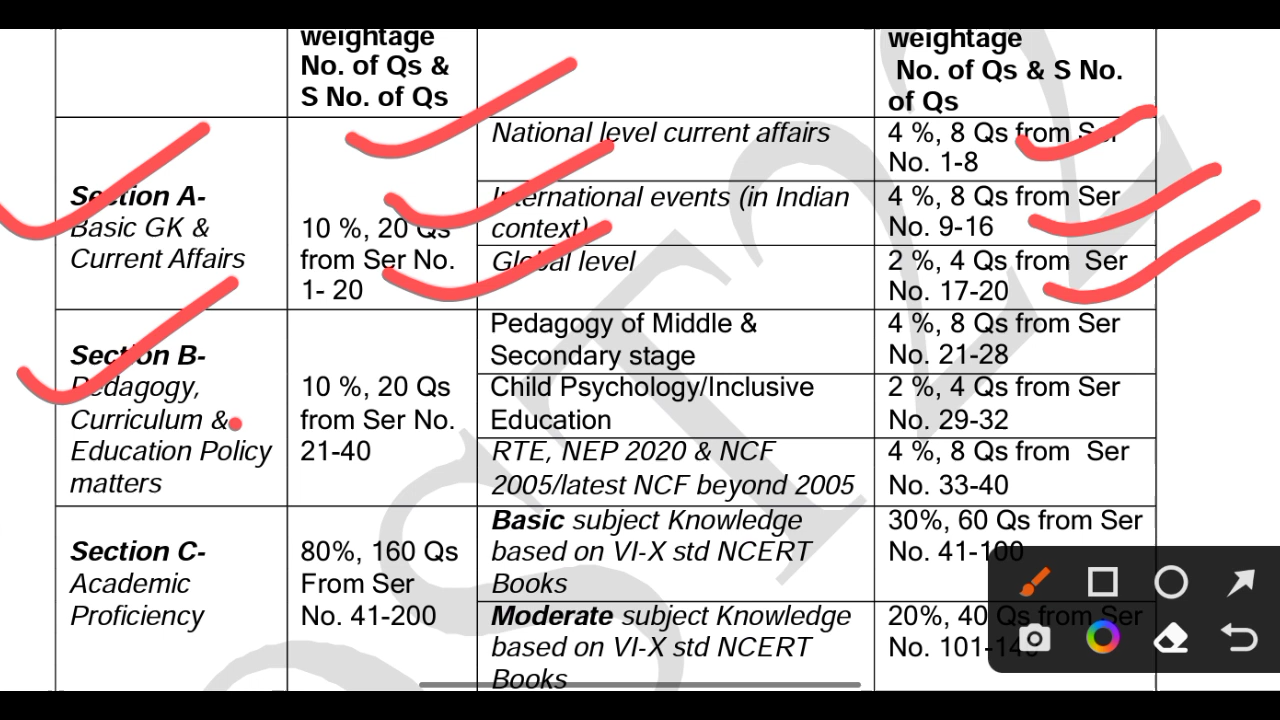 weightage
No. of Qs &
S No. of Qs
weightage
No. of Qs & S No.
of Qs
Section A-
Basic GK &
Current Affairs
10 %, 20 Qs
from Ser No.
1- 20
National level current affairs
4 %, 8 Qs from Ser
No. 1-8
International events (in Indian
context)
4 %, 8 Qs from Ser
No. 9-16
Global level
2 %, 4 Qs from Ser
No. 17-20
Section B-
Pedagogy,
Curriculum &
Education Policy
matters
10 %, 20 Qs
from Ser No.
21-40
Pedagogy of Middle &
Secondary stage
4 %, 8 Qs from Ser
No. 21-28
Child Psychology/Inclusive
Education
2 %, 4 Qs from Ser
No. 29-32
RTE, NEP 2020 & NCF
2005/latest NCF beyond 2005
4 %, 8 Qs from Ser
No. 33-40
Section C-
Academic
Proficiency
80%, 160 Qs
From Ser
No. 41-200
Basic subject Knowledge
based on VI-X std NCERT
Books
30%, 60 Qs from Ser
No. 41-100
Moderate subject Knowledge
based on VI-X std NCERT
Books
20%, 40 Qs from Ser
No. 101-140